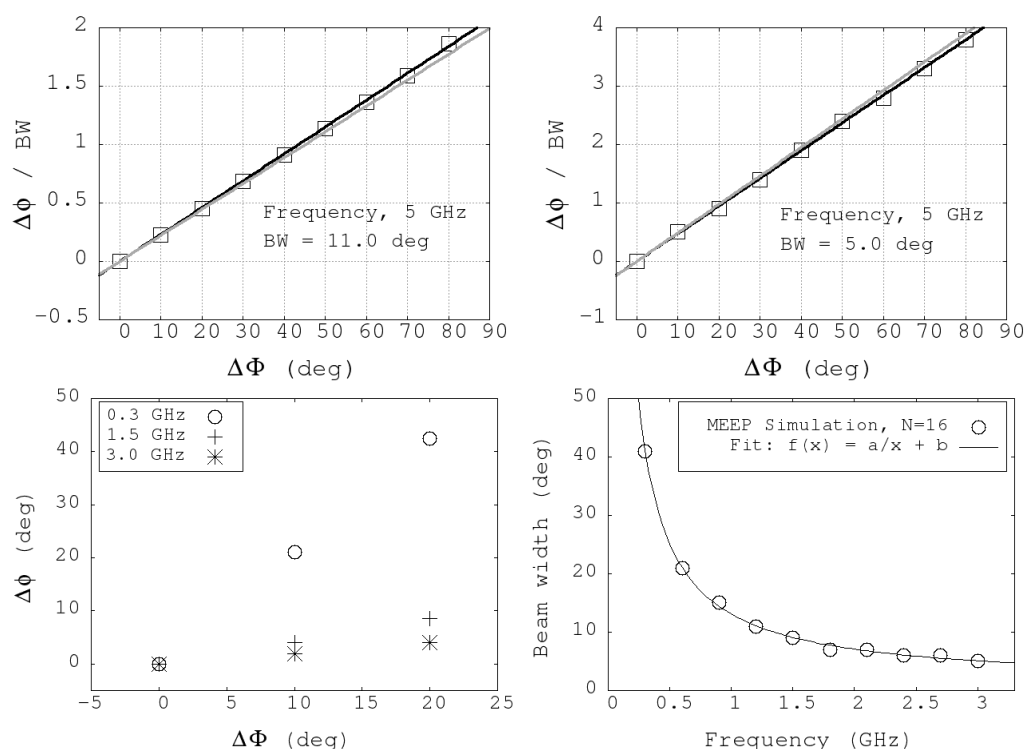 2
1.5
1
0.5
0
−0.5
Δϕ / BW
Frequency, 5 GHz
BW = 11.0 deg
0 10 20 30 40 50 60 70 80 90
ΔΦ (deg)
4
3
2
1
0
−1
Δϕ / BW
Frequency, 5 GHz
BW = 5.0 deg
0 10 20 30 40 50 60 70 80 90
ΔΦ (deg)
50
40
30
20
10
0
Δϕ (deg)
0.3 GHz
1.5 GHz
3.0 GHz
−5 0 5 10 15 20 25
ΔΦ (deg)
50
40
30
20
10
0
Beam width (deg)
MEEP Simulation, N=16
Fit: f(x) = a/x + b
0 0.5 1 1.5 2 2.5 3
Frequency (GHz)